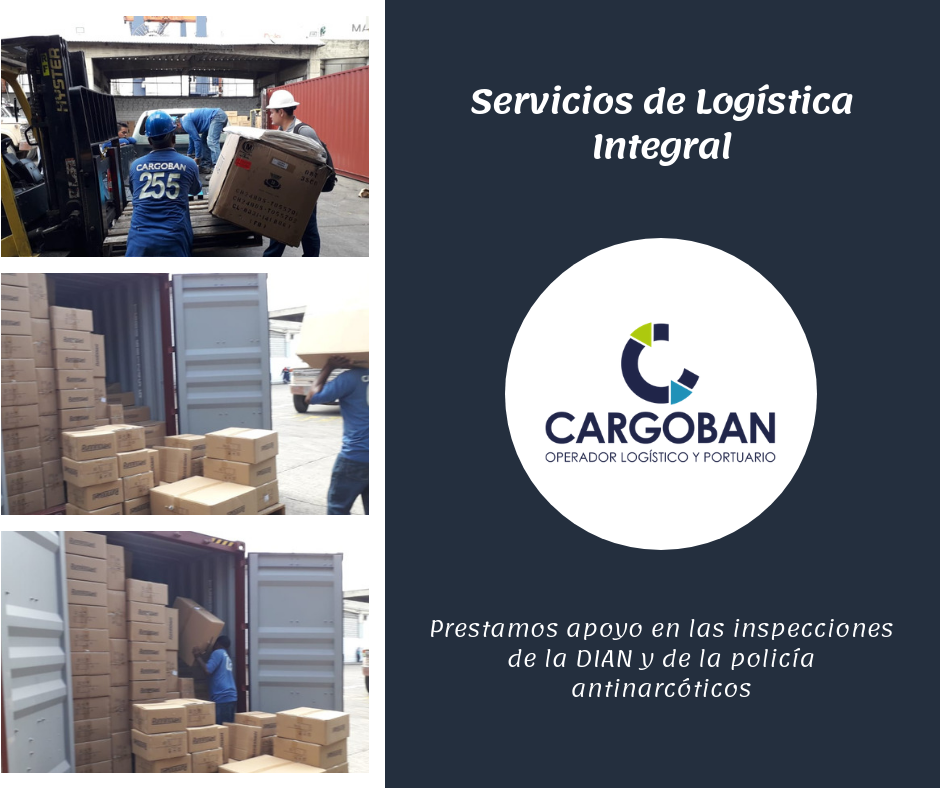 MA
HYSTER
CARGOBAN
255
Servicios de Logística
Integral
CARGOBAN
OPERADOR LOGÍSTICO Y PORTUARIO
Prestamos apoyo en las inspecciones
de la DIAN y de la policía
antinarcóticos